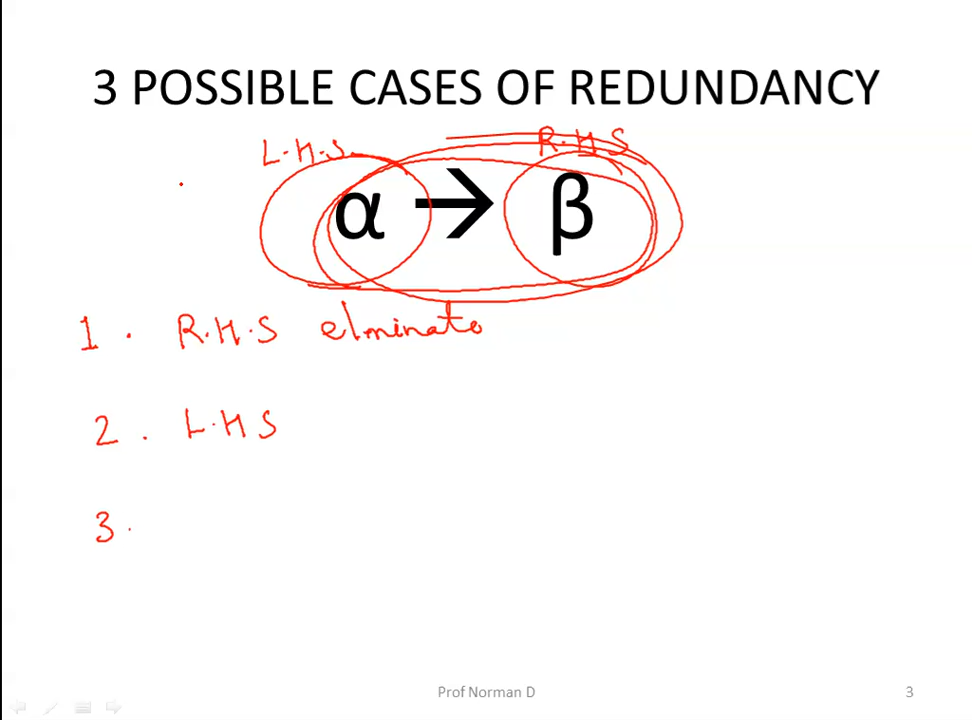 3 POSSIBLE CASES OF REDUNDANCY
L.H.S. R.H.S
α → β
1. R.H.S elminate
2. L.H S
3.
Prof Norman D 3